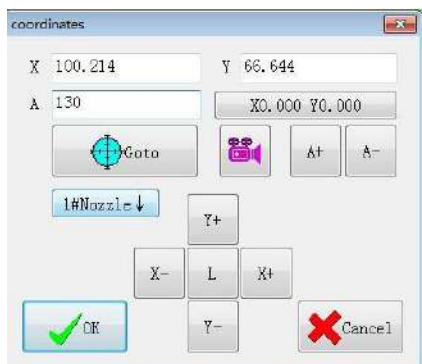 coordinates
X 100.214 Y 66.644
A 130 X0.000 Y0.000
Goto A+ A-
1#Nozzle↓
Y+
X- L X+
OK Y- Cancel